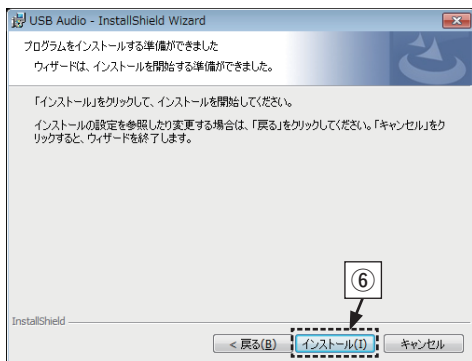 USB Audio - InstallShield Wizard
プログラムをインストールする準備ができました
ウィザードは、インストールを開始する準備ができました。
「インストール」をクリックして、インストールを開始してください。
インストールの設定を参照したり変更する場合は、「戻る」をクリックしてください。「キャンセル」をク
リックすると、ウィザードを終了します。
⑥
InstallShield
< 戻る(B)
インストール(I)
キャンセル